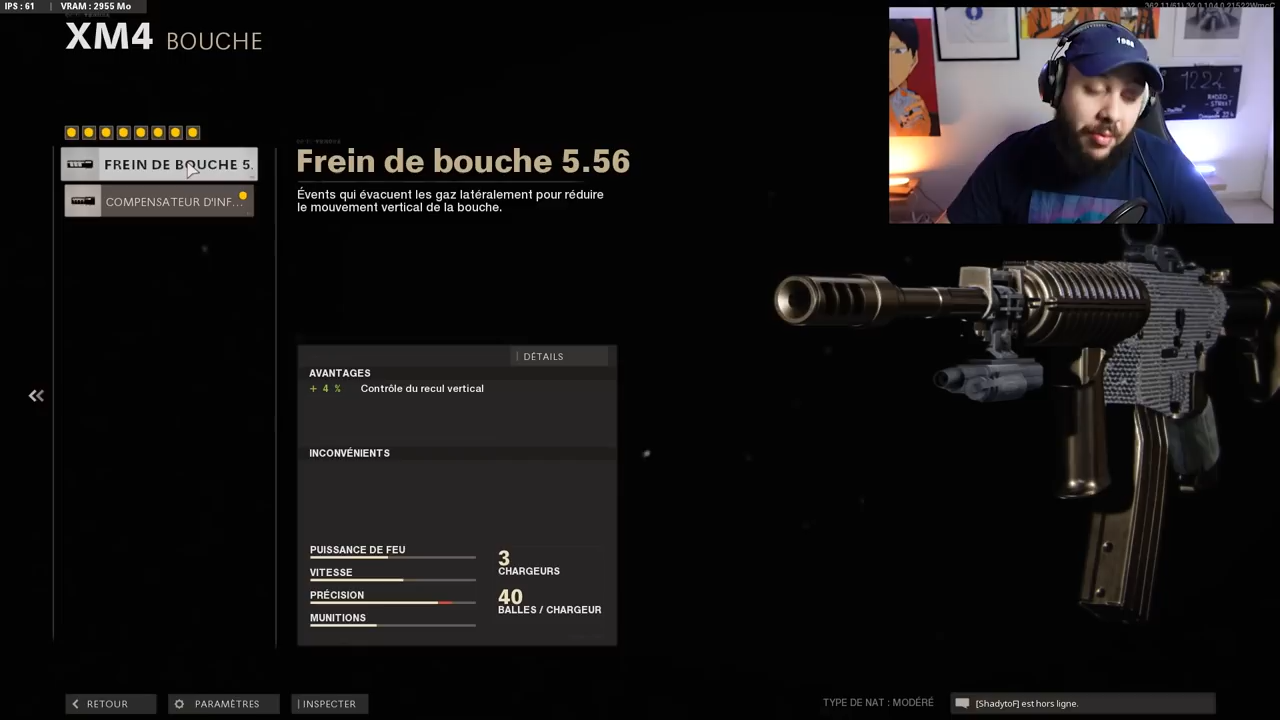 IPS : 61 | VRAM : 2955 Mo
XM4 BOUCHE
FREIN DE BOUCHE 5.
COMPENSATEUR D'INF...
Frein de bouche 5.56
Évents qui évacuent les gaz latéralement pour réduire
le mouvement vertical de la bouche.
DÉTAILS
AVANTAGES
+ 4 % Contrôle du recul vertical
INCONVÉNIENTS
PUISSANCE DE FEU
VITESSE
PRÉCISION
MUNITIONS
3
CHARGEURS
40
BALLES / CHARGEUR
1224
RADIO -
STREET
RETOUR
PARAMÈTRES
INSPECTER
TYPE DE NAT : MODÉRÉ
[ShadytoF] est hors ligne.